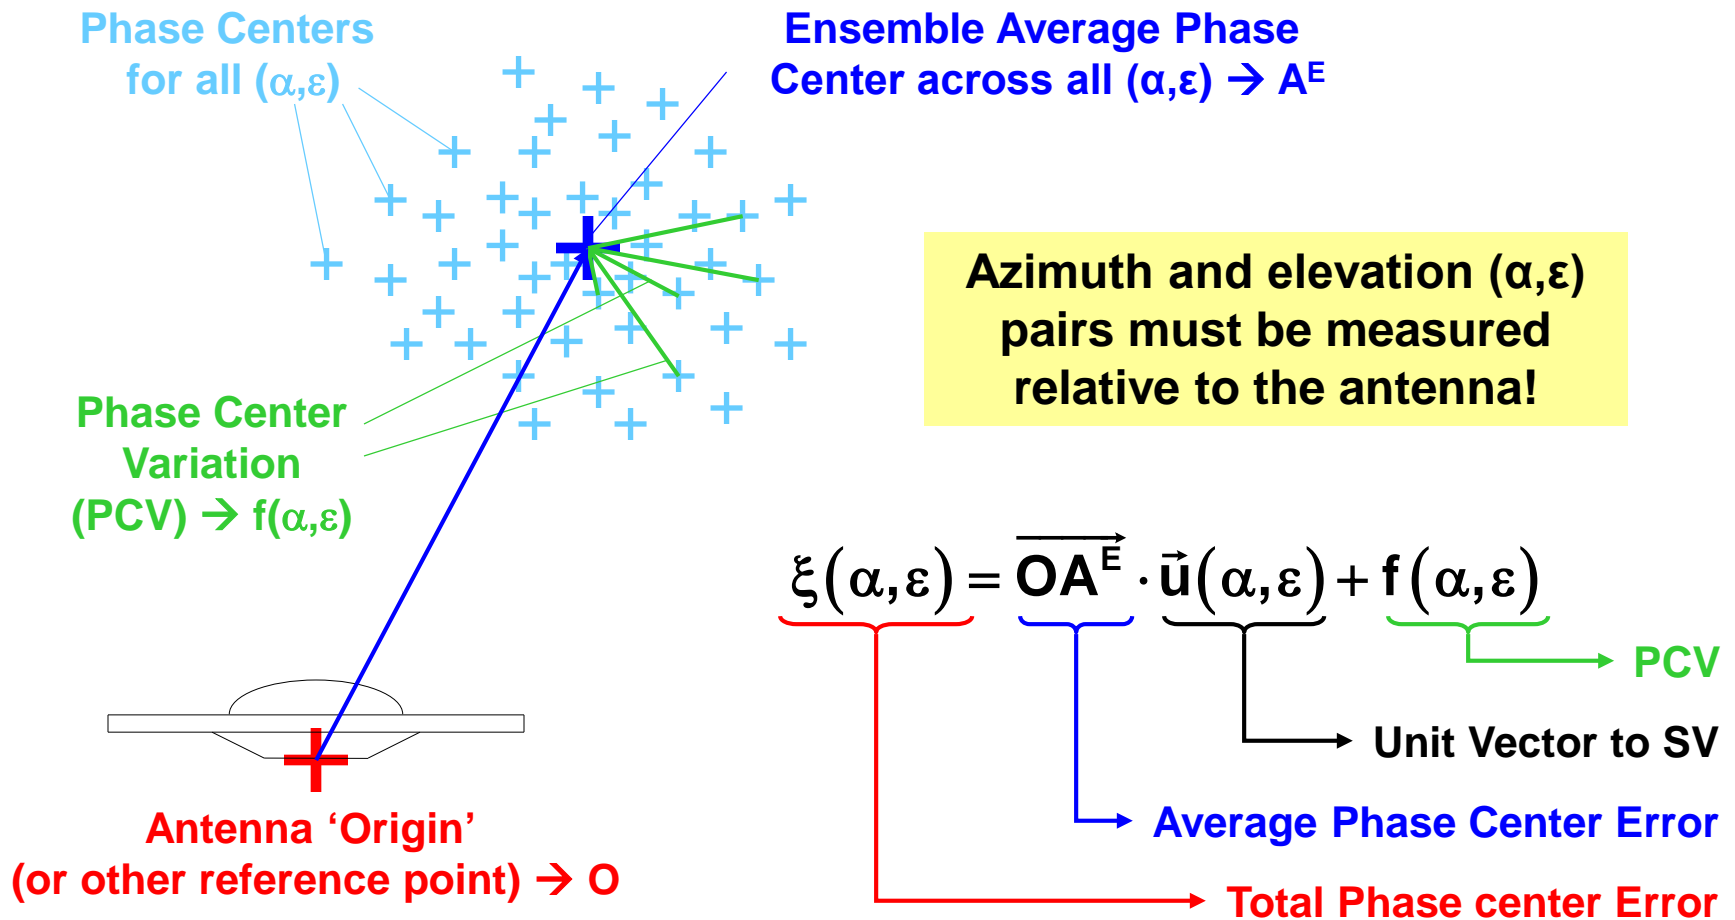 Phase Centers
for all (α,ε)
Ensemble Average Phase
Center across all (α,ε) → Aᴱ
Azimuth and elevation (α,ε)
pairs must be measured
relative to the antenna!
Phase Center
Variation
(PCV) → f(α,ε)
ξ(α,ε) = OAᴱ · u⃗(α,ε) + f(α,ε)
PCV
Unit Vector to SV
Average Phase Center Error
Total Phase center Error
Antenna ‘Origin’
(or other reference point) → O